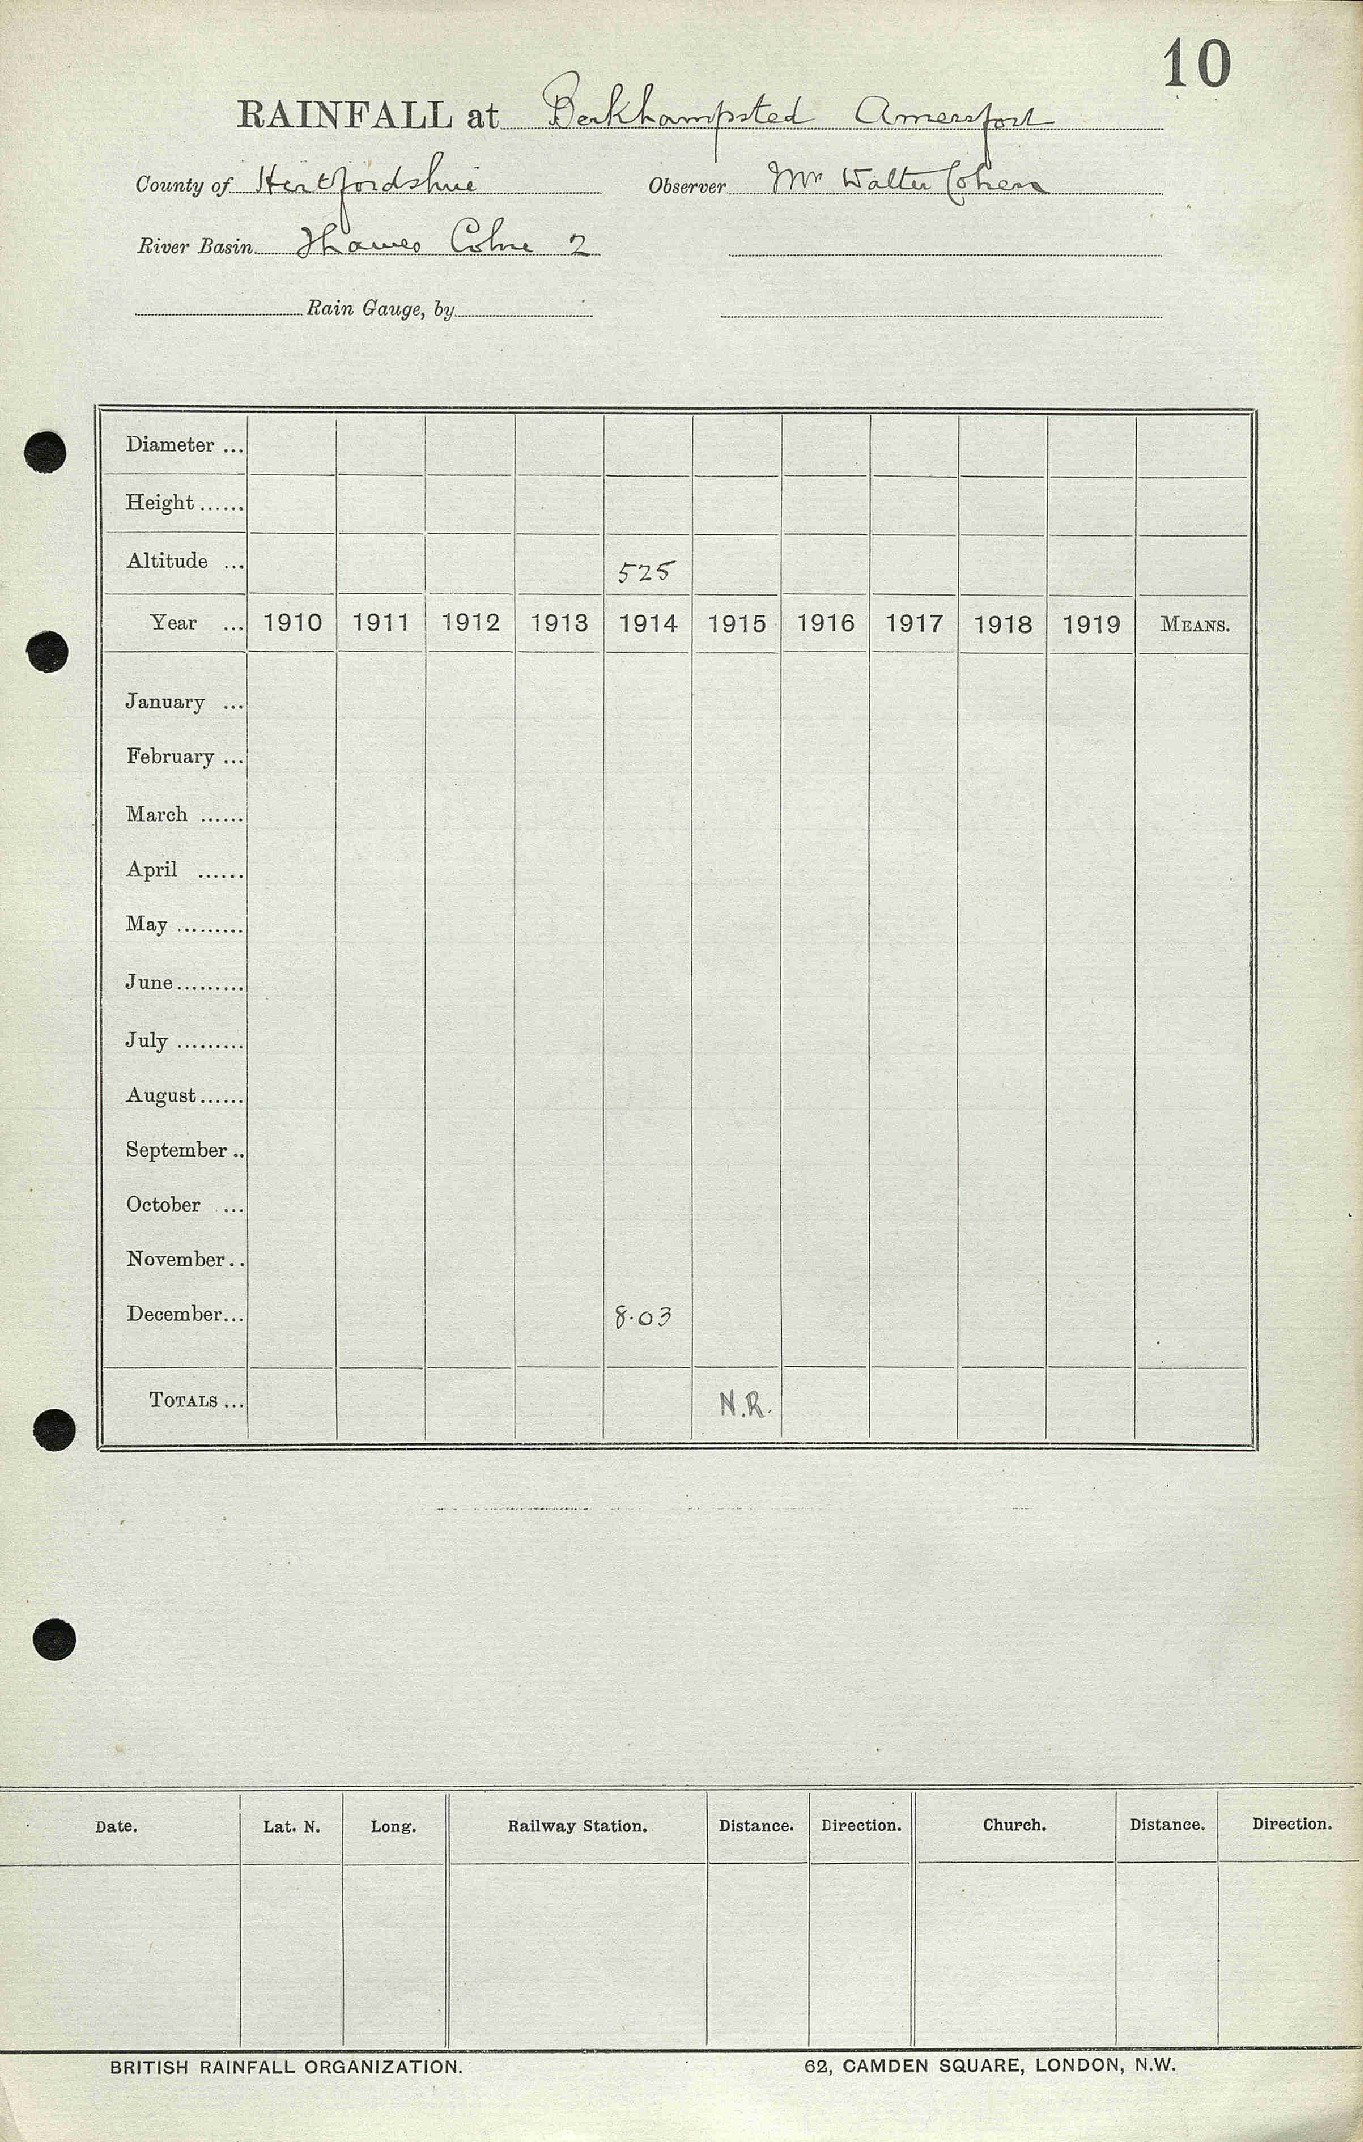 10
RAINFALL at Berkhampsted Amersfort
County of Hertfordshire Observer Mr Walter Cohen
River Basin Thames Colne 2
Rain Gauge, by
Diameter ...
Height ......
Altitude ... 525
Year ... 1910 1911 1912 1913 1914 1915 1916 1917 1918 1919 MEANS.
January ...
February ...
March ......
April ......
May .........
June.........
July .........
August......
September ..
October ...
November..
December... 8.03
TOTALS ... N.R.
Date. Lat. N. Long. Railway Station. Distance. Direction. Church. Distance. Direction.
BRITISH RAINFALL ORGANIZATION. 62, CAMDEN SQUARE, LONDON, N.W.